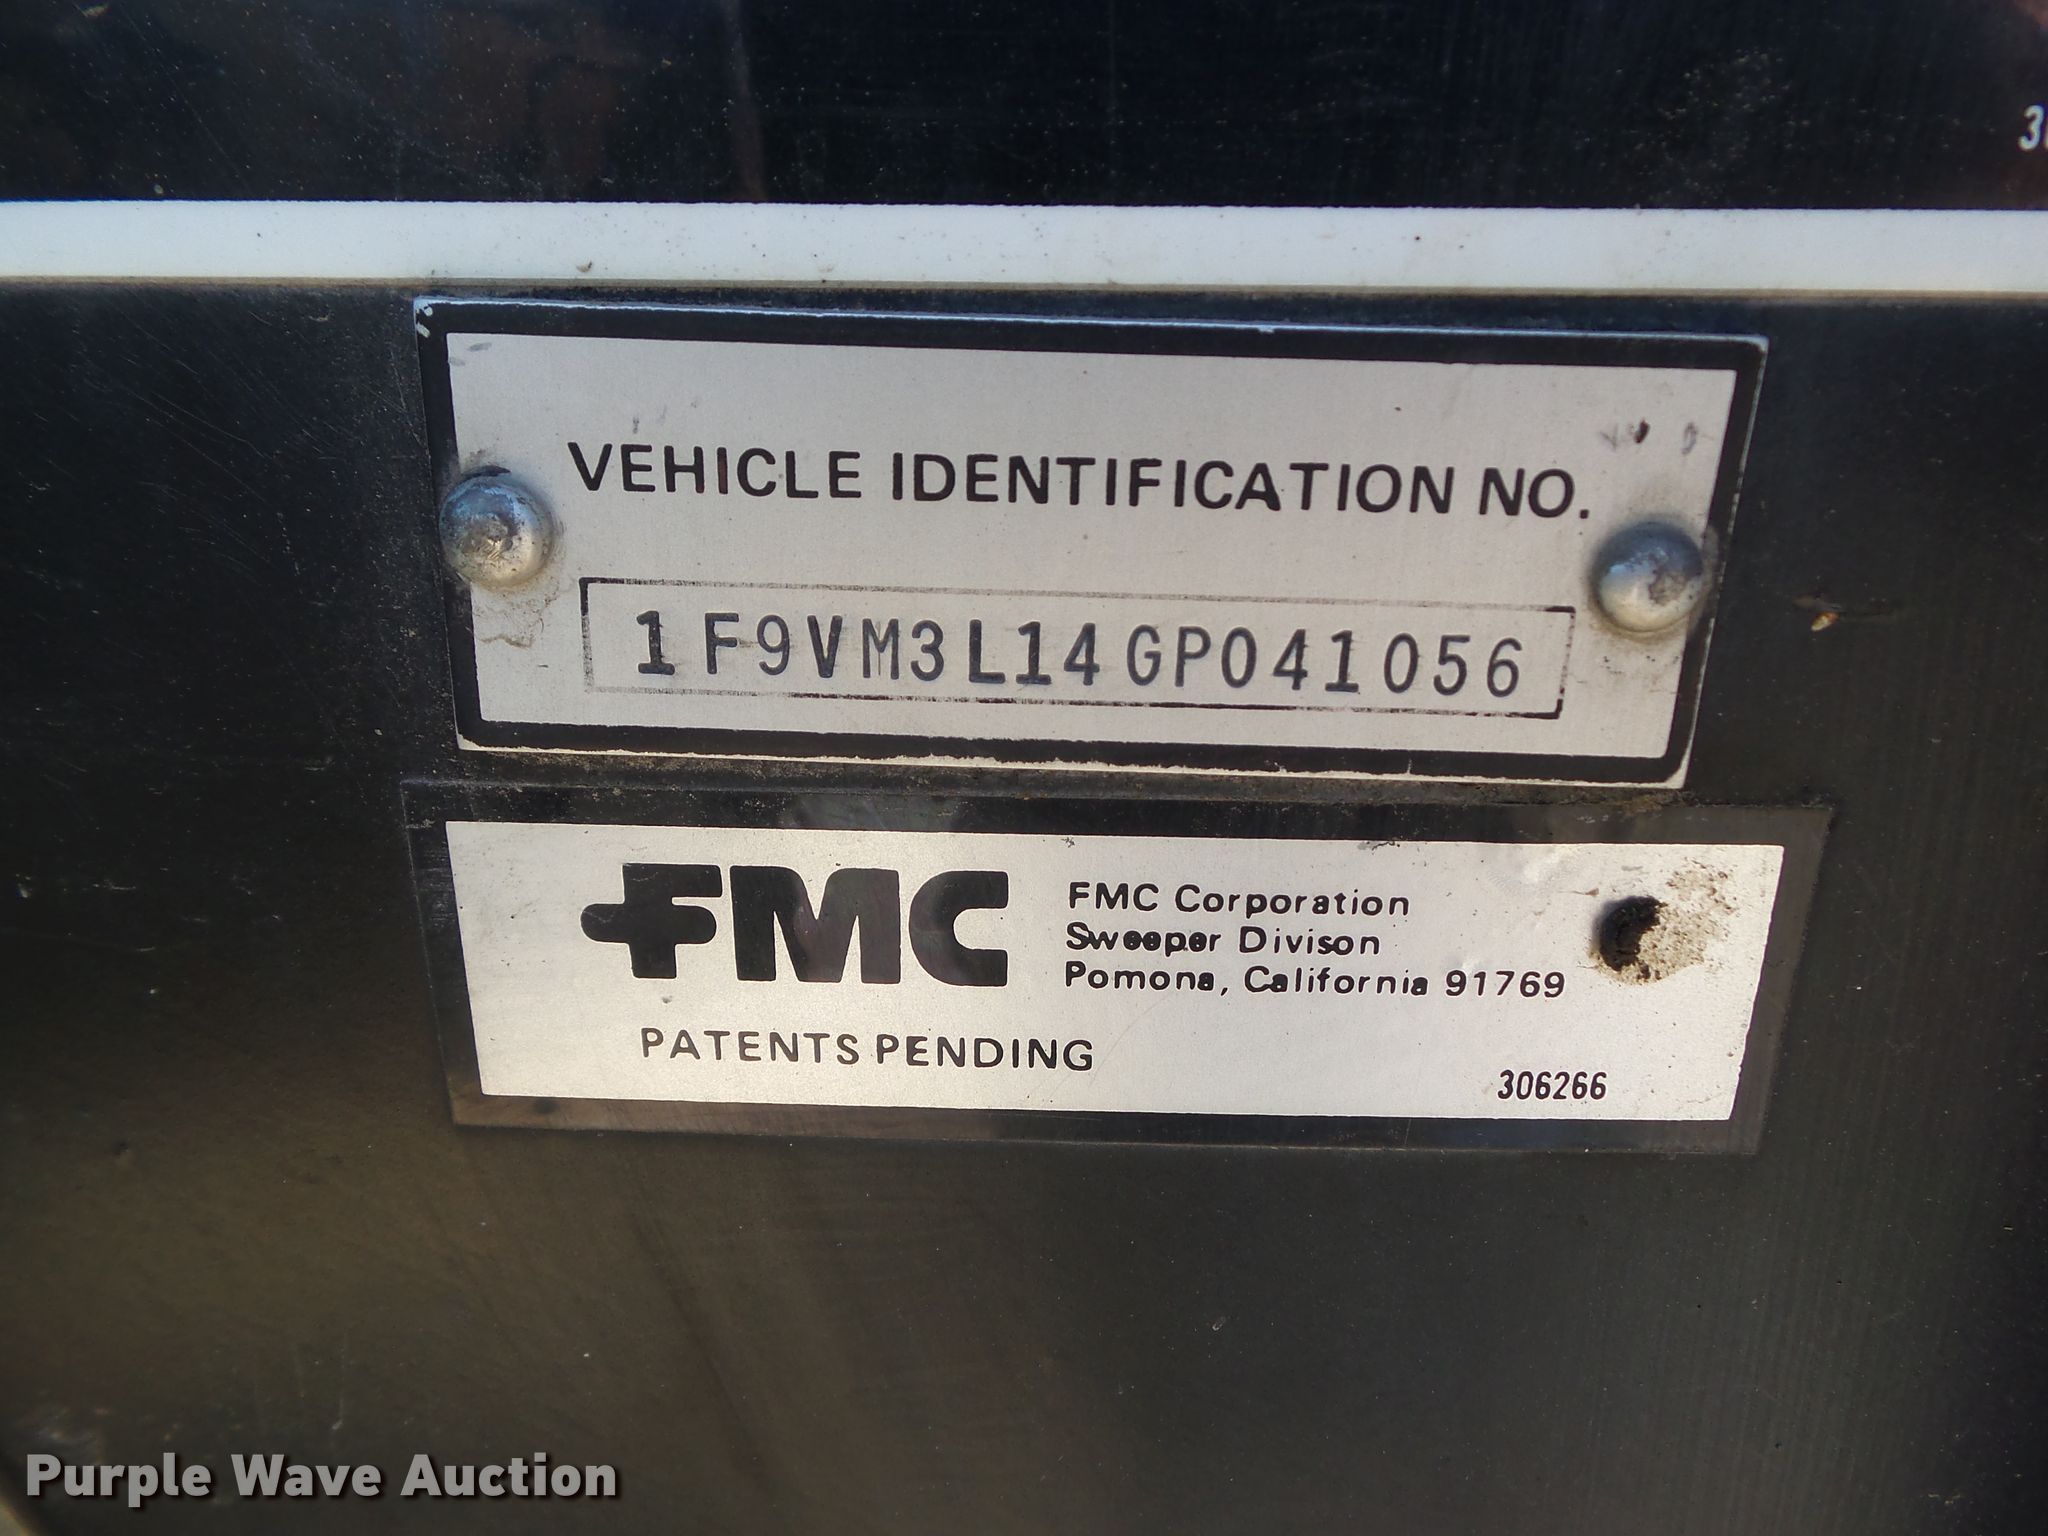 VEHICLE IDENTIFICATION NO.
1F9VM3L14GP041056
FMC
FMC Corporation
Sweeper Divison
Pomona, California 91769
PATENTS PENDING
306266
Purple Wave Auction